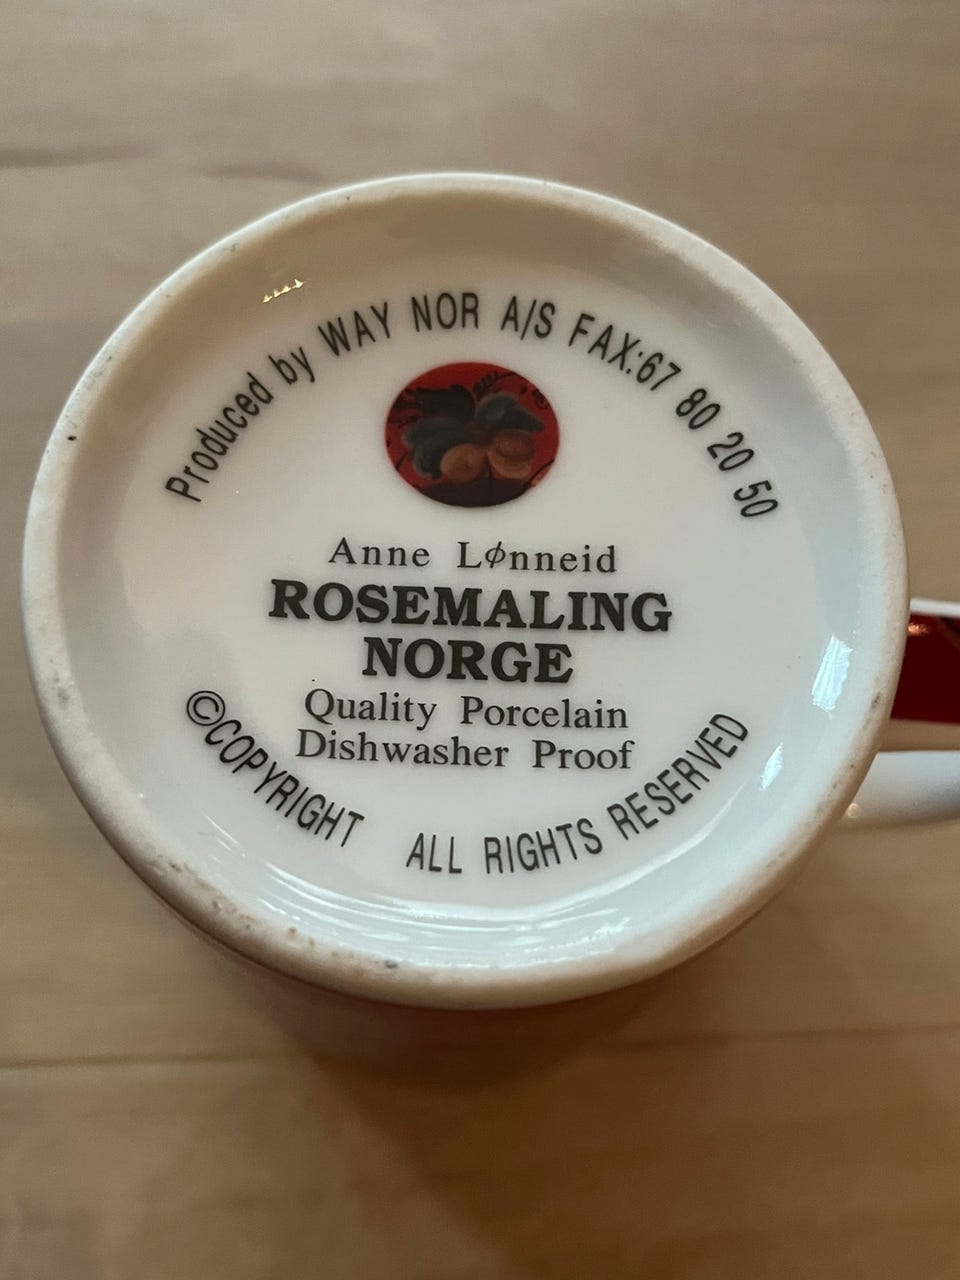 Produced by WAY NOR A/S FAX:67 80 20 50
Anne Lønneid
ROSEMALING
NORGE
Quality Porcelain
Dishwasher Proof
©COPYRIGHT ALL RIGHTS RESERVED